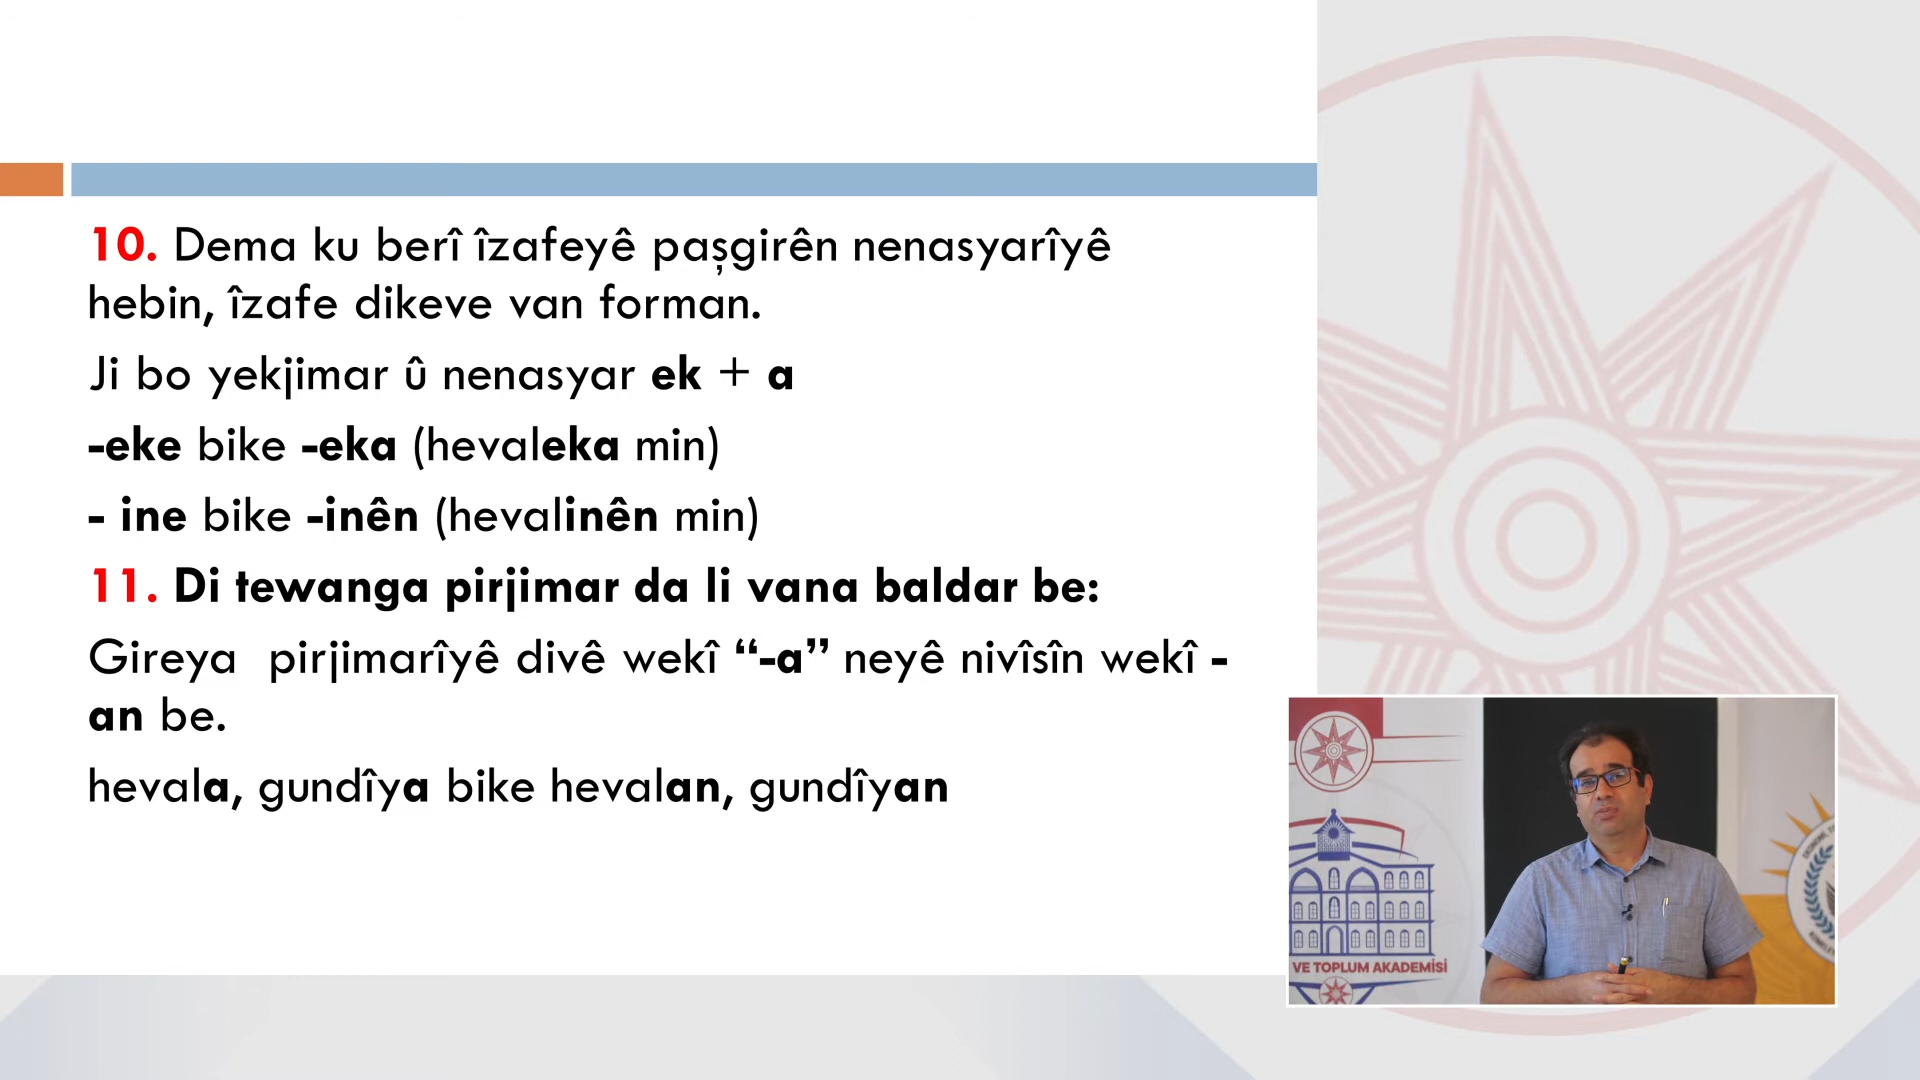 10. Dema ku berî îzafeyê paşgirên nenasyarîyê
hebin, îzafe dikeve van forman.
Ji bo yekjimar û nenasyar ek + a
-eke bike -eka (hevaleka min)
- ine bike -inên (hevalinên min)
11. Di tewanga pirjimar da li vana baldar be:
Gireya  pirjimarîyê divê wekî “-a” neyê nivîsîn wekî -
an be.
hevala, gundîya bike hevalan, gundîyan
VE TOPLUM AKADEMİSİ